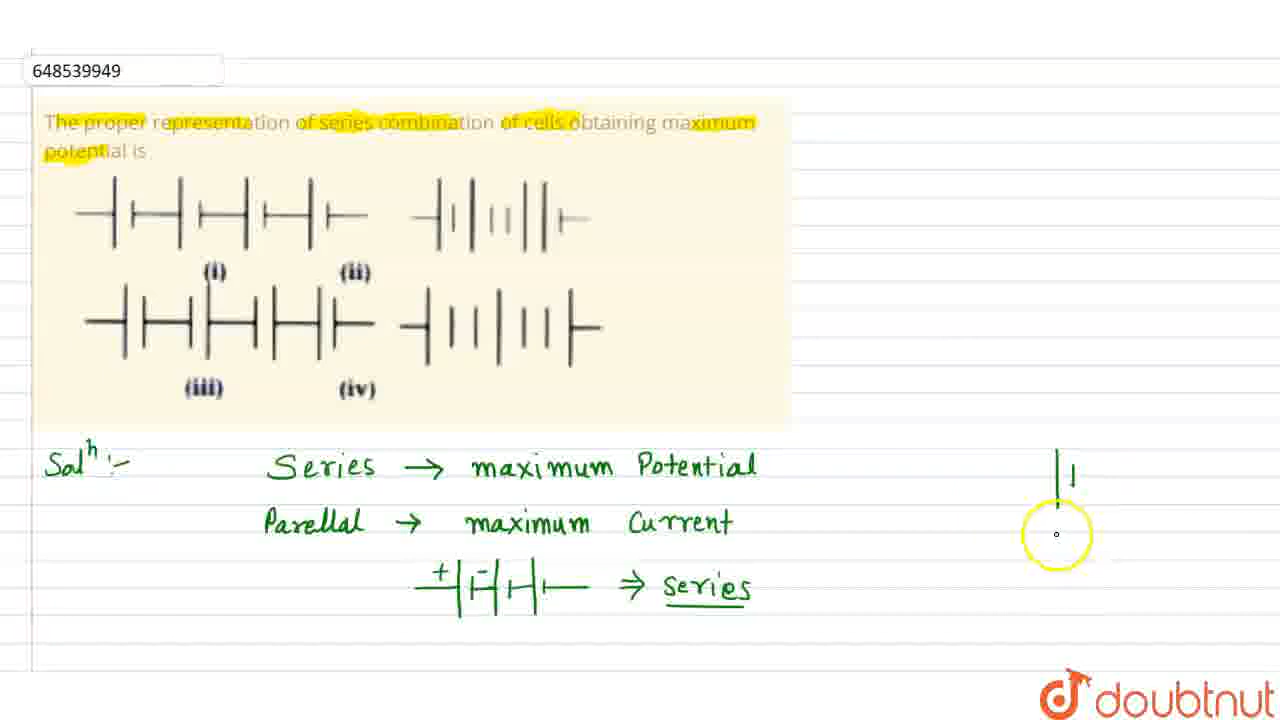 648539949
The proper representation of series combination of cells obtaining maximum
potential is
(i) (ii)
(iii) (iv)
Solh :-
Series → maximum Potential
Parellal → maximum Current
+ - ⇒ series
doubtnut